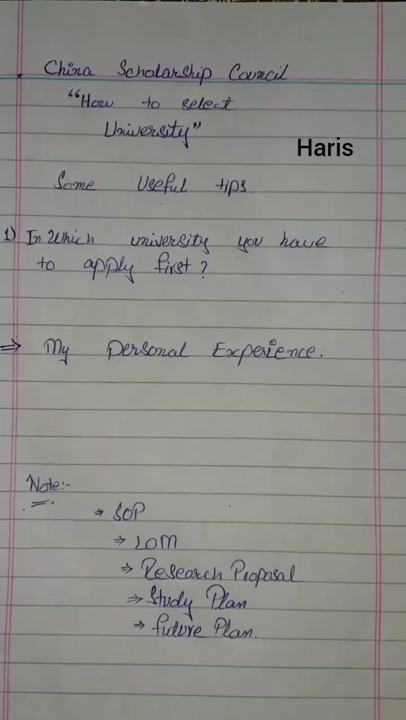 China Scholarship Council
"How to select
University"
Haris
Some Useful tips
1) In Which university you have
to apply first?
⇒ My Personal Experience.
Note:-
→ SOP
⇒ LOM
⇒ Research Proposal
⇒ Study Plan
→ future Plan.